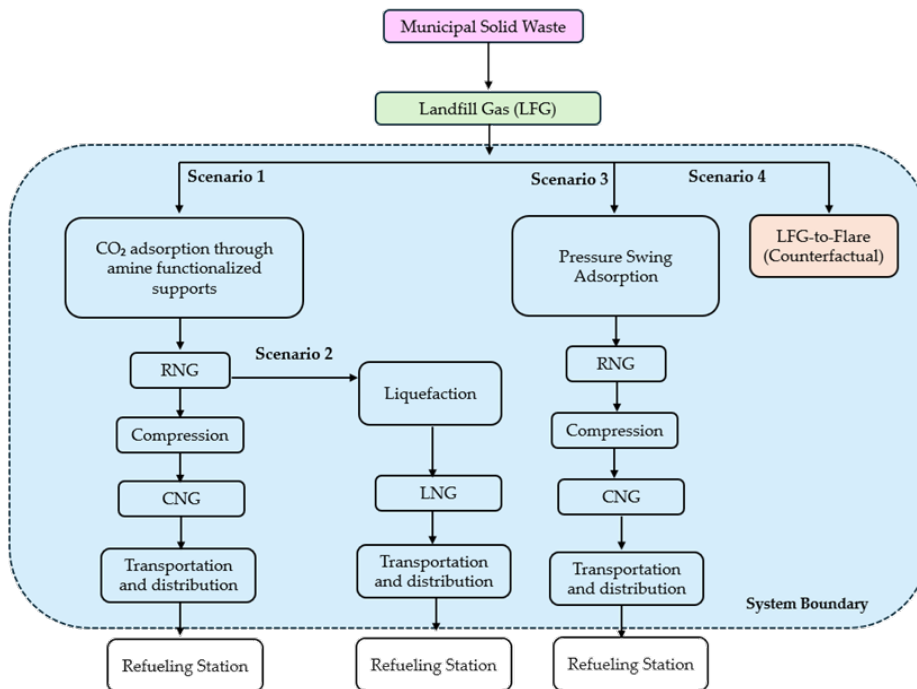 Municipal Solid Waste
Landfill Gas (LFG)
Scenario 1
Scenario 3
Scenario 4
CO₂ adsorption through
amine functionalized
supports
Pressure Swing
Adsorption
LFG-to-Flare
(Counterfactual)
RNG
Scenario 2
Liquefaction
RNG
Compression
Compression
CNG
LNG
CNG
Transportation
and distribution
Transportation
and distribution
Transportation
and distribution
System Boundary
Refueling Station
Refueling Station
Refueling Station